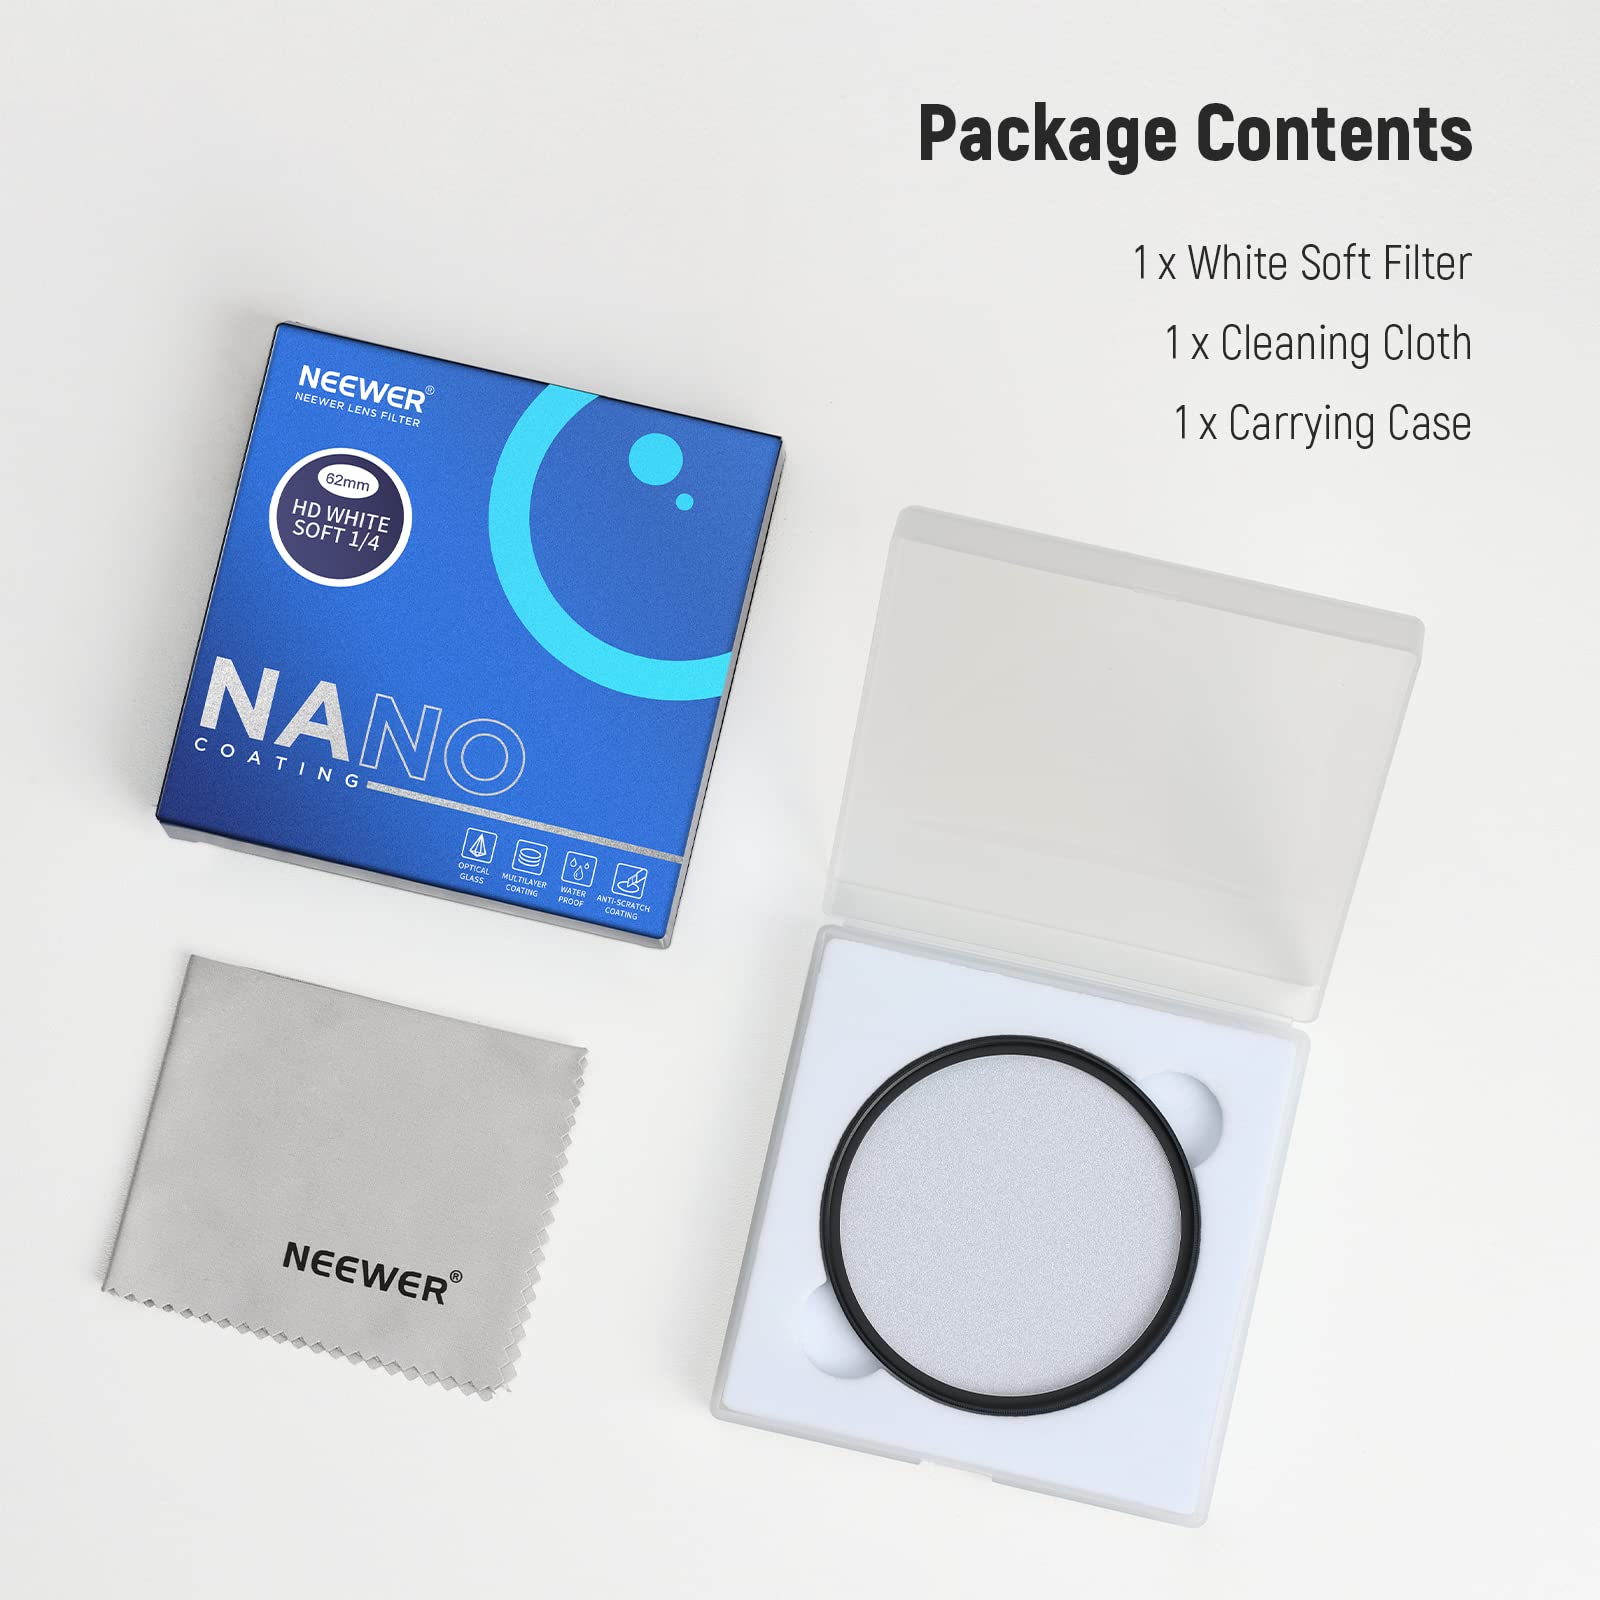 Package Contents
1 x White Soft Filter
1 x Cleaning Cloth
1 x Carrying Case
NEEWER®
NEEWER LENS FILTER
62mm
HD WHITE
SOFT 1/4
NANO
COATING
OPTICAL
GLASS
MULTILAYER
COATING
WATER
PROOF
ANTI-SCRATCH
COATING
NEEWER®